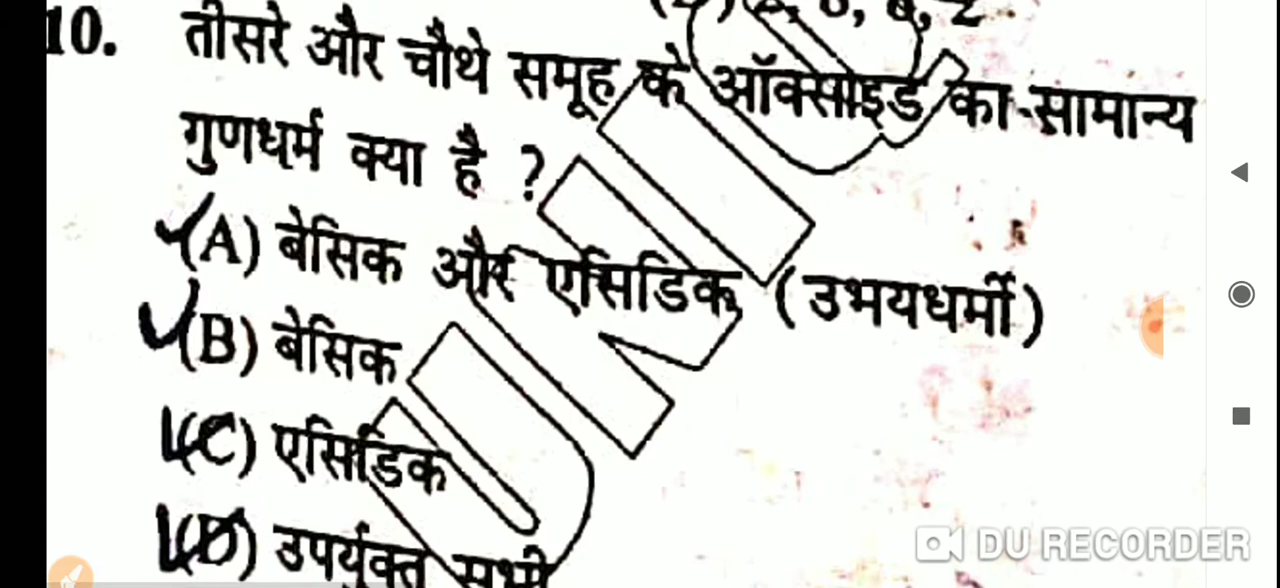 10. तीसरे और चौथे समूह के ऑक्साइड का सामान्य
गुणधर्म क्या है ?
(A) बेसिक और एसिडिक (उभयधर्मी)
(B) बेसिक
(C) एसिडिक
(D) उपर्युक्त सभी
DU RECORDER